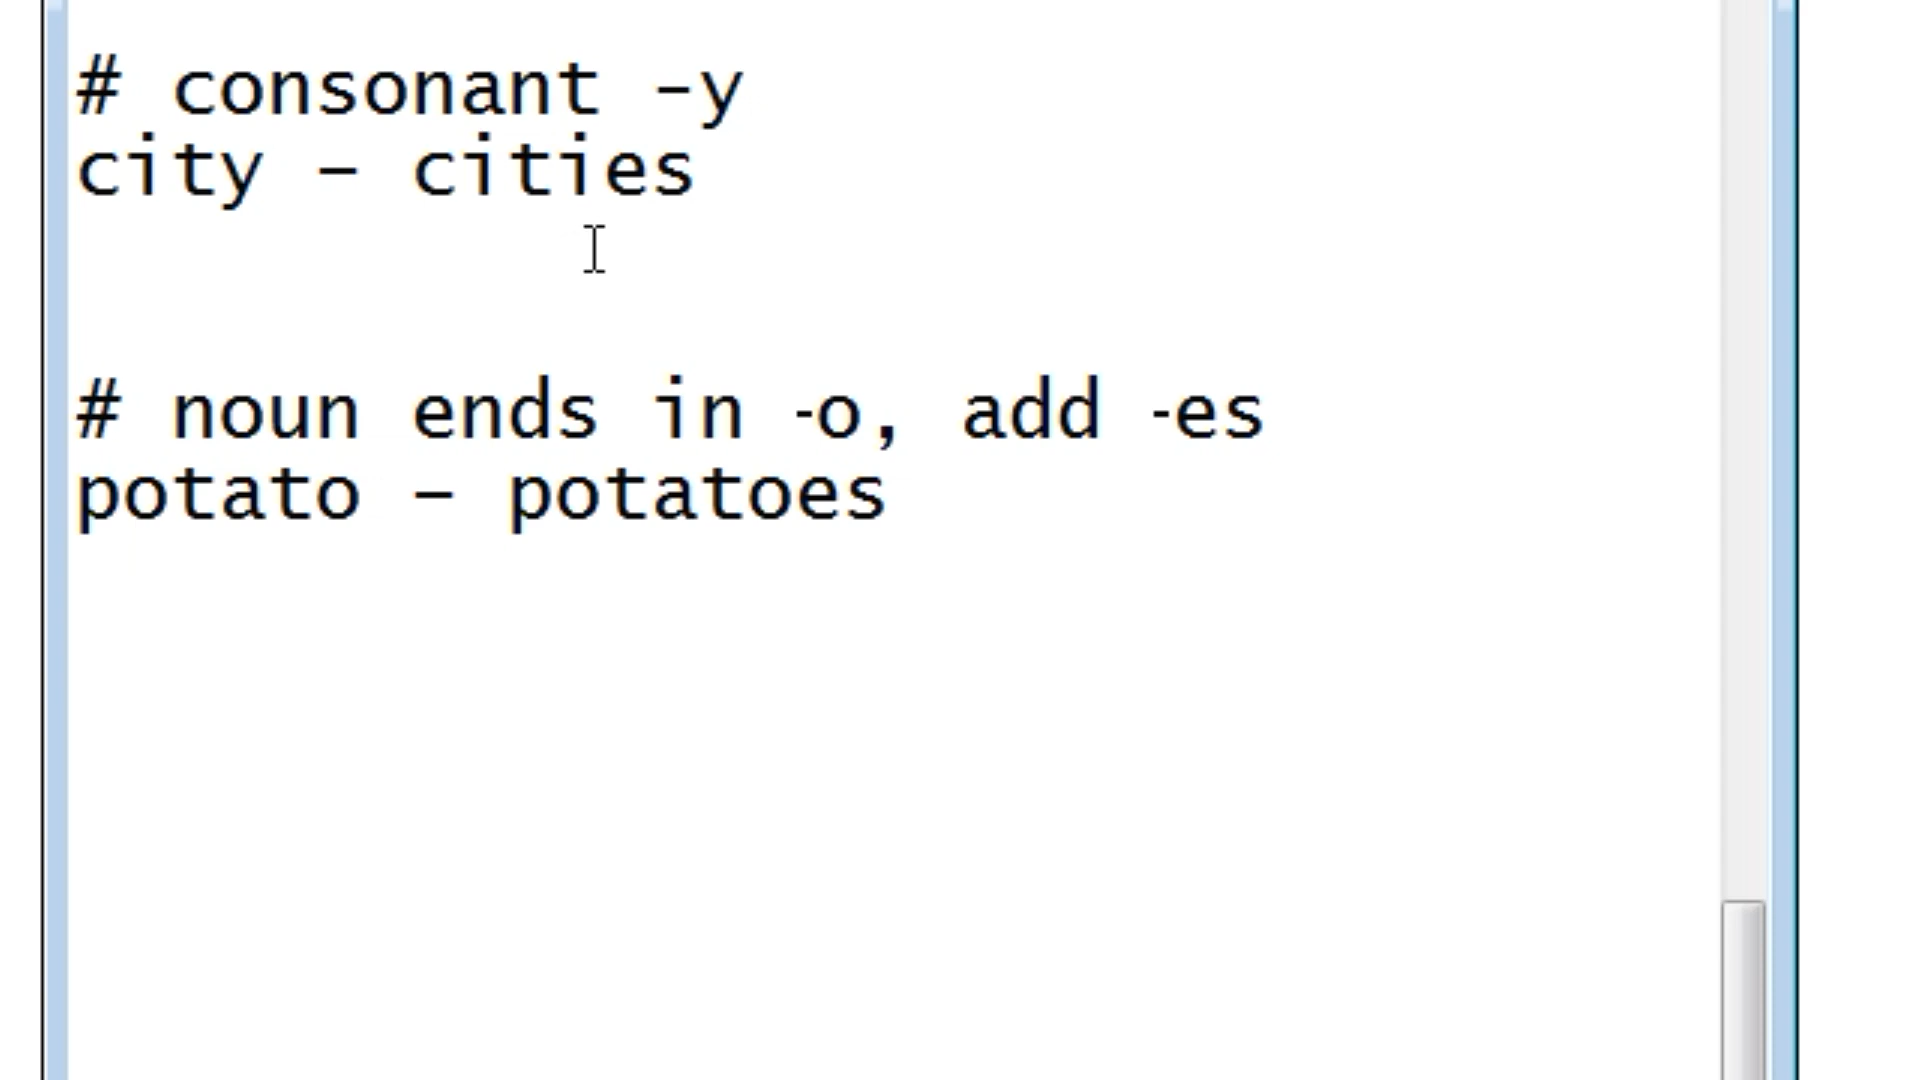 # consonant -y
city – cities
# noun ends in -o, add -es
potato – potatoes